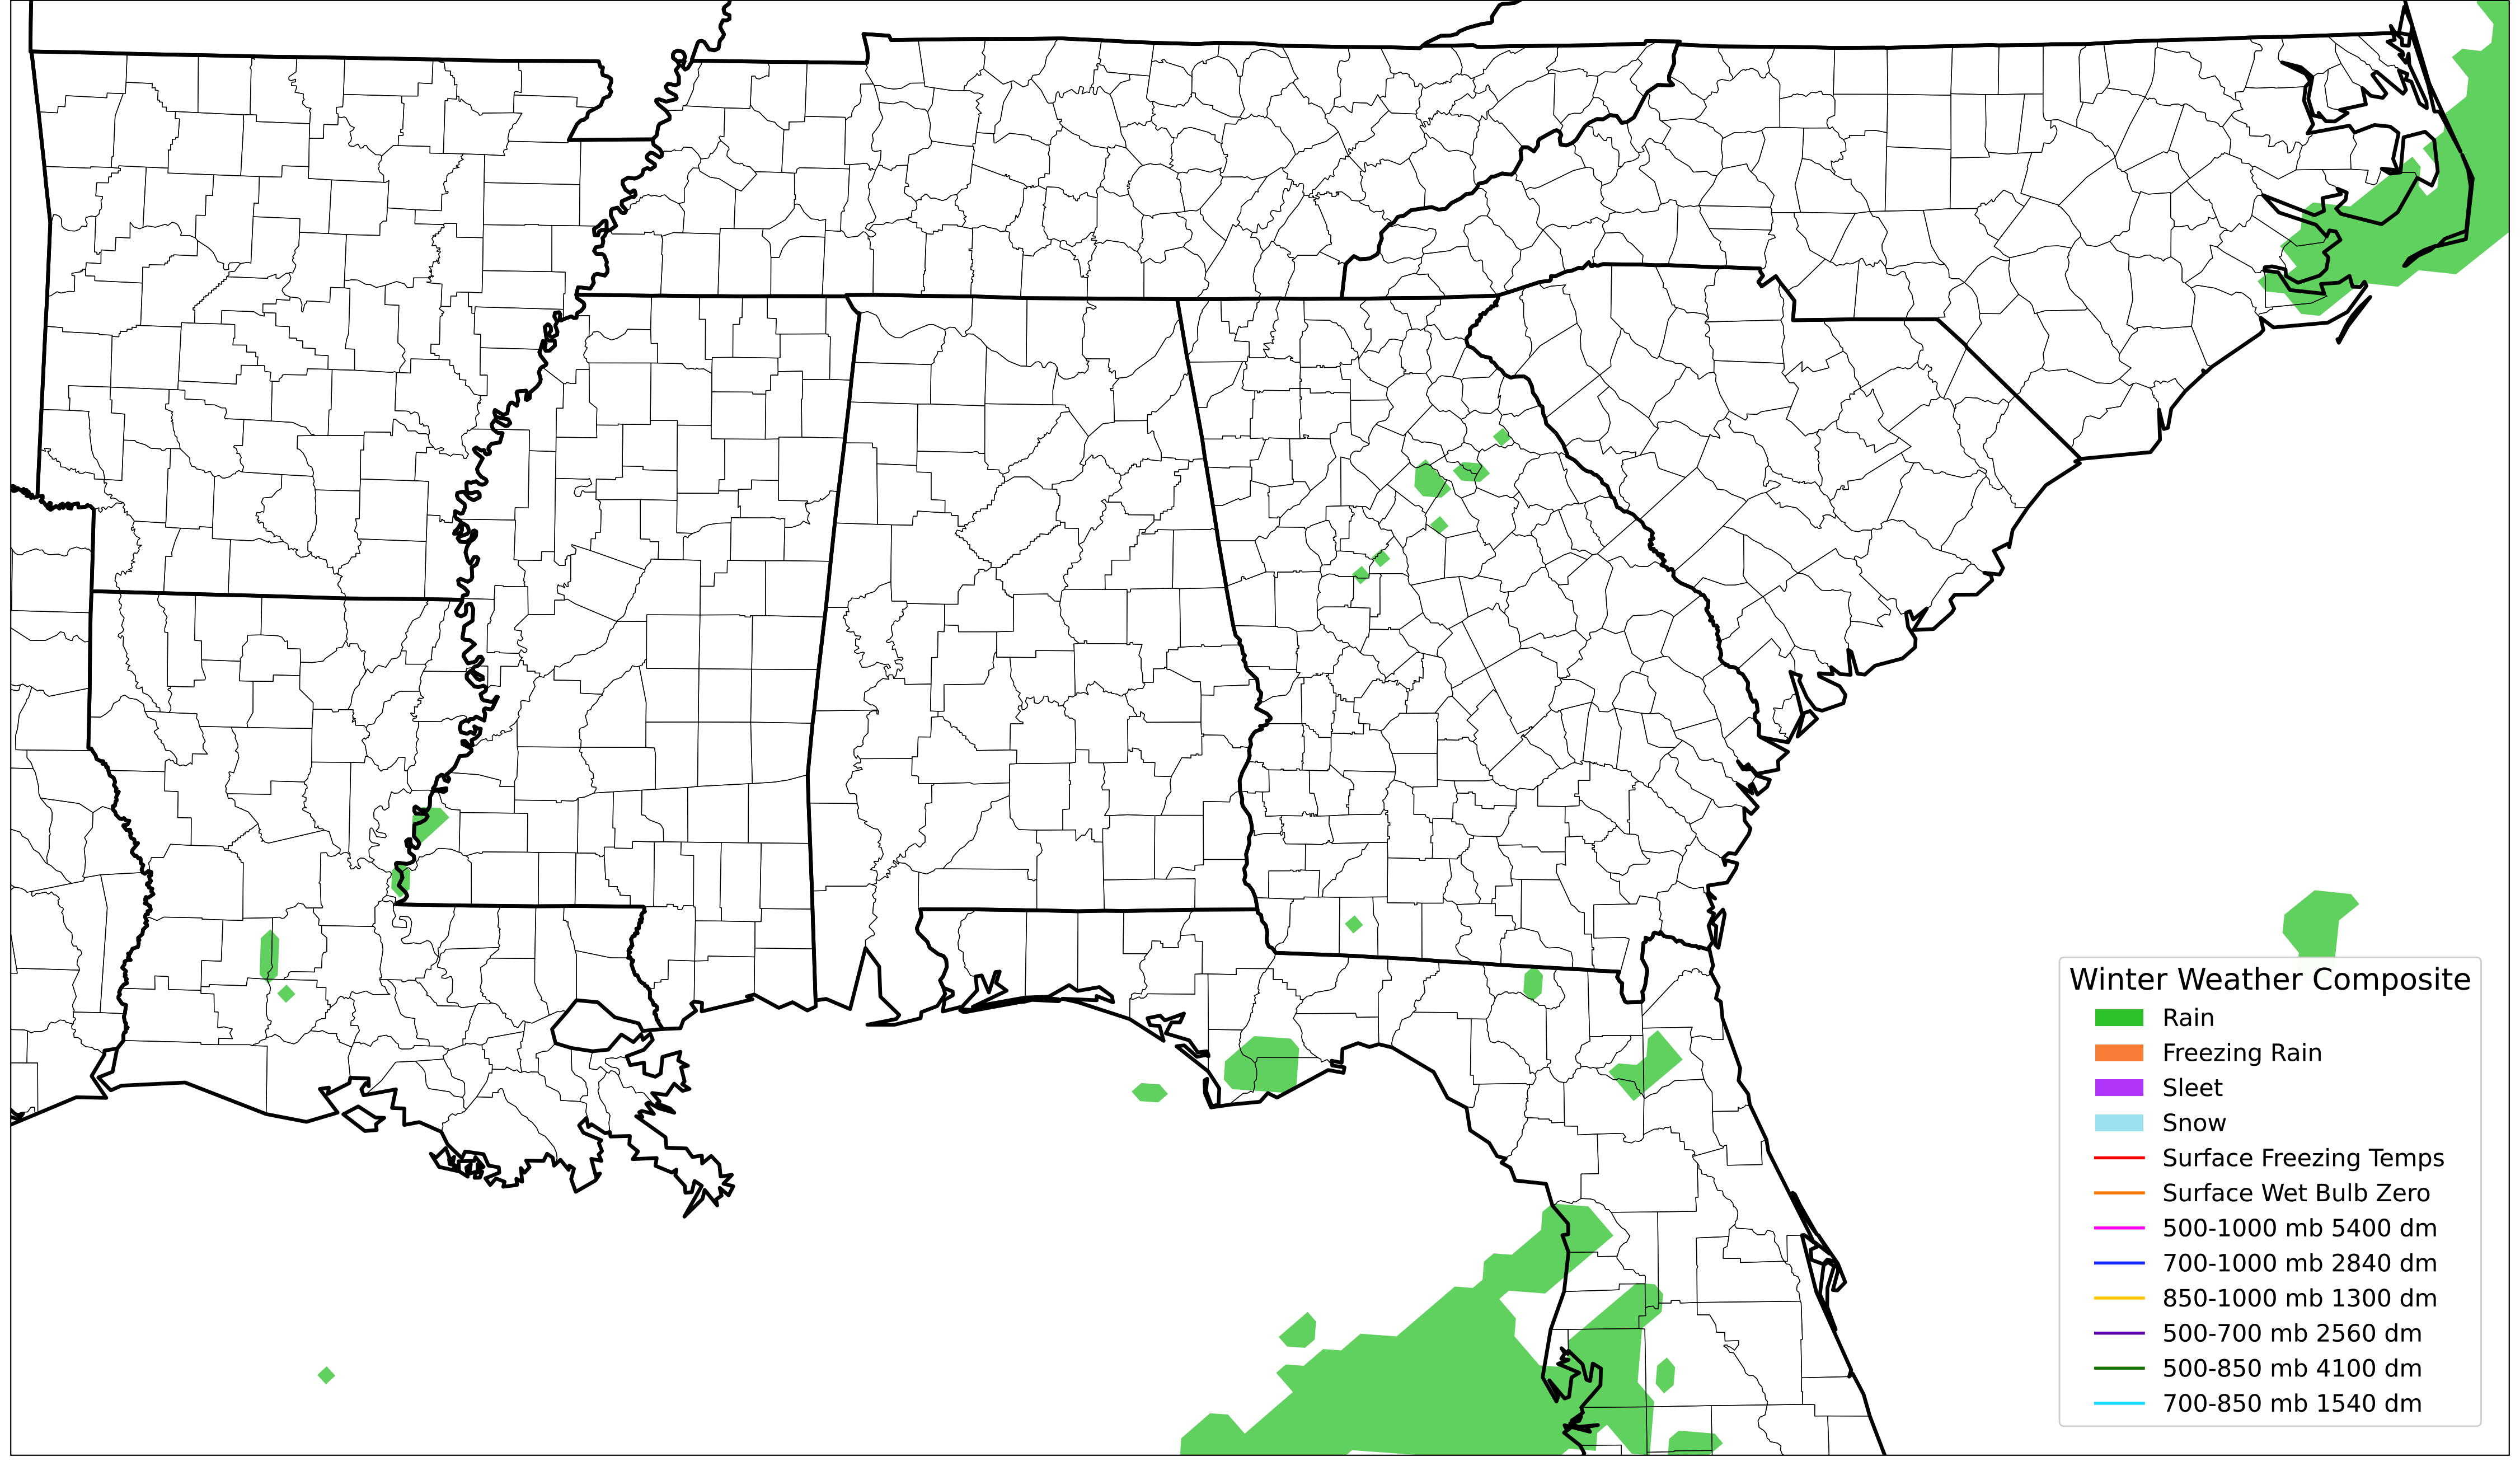 Winter Weather Composite
Rain
Freezing Rain
Sleet
Snow
Surface Freezing Temps
Surface Wet Bulb Zero
500-1000 mb 5400 dm
700-1000 mb 2840 dm
850-1000 mb 1300 dm
500-700 mb 2560 dm
500-850 mb 4100 dm
700-850 mb 1540 dm